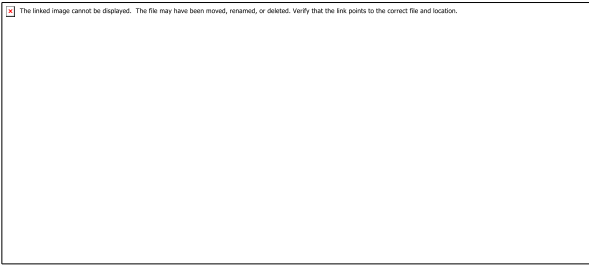 The linked image cannot be displayed. The file may have been moved, renamed, or deleted. Verify that the link points to the correct file and location.